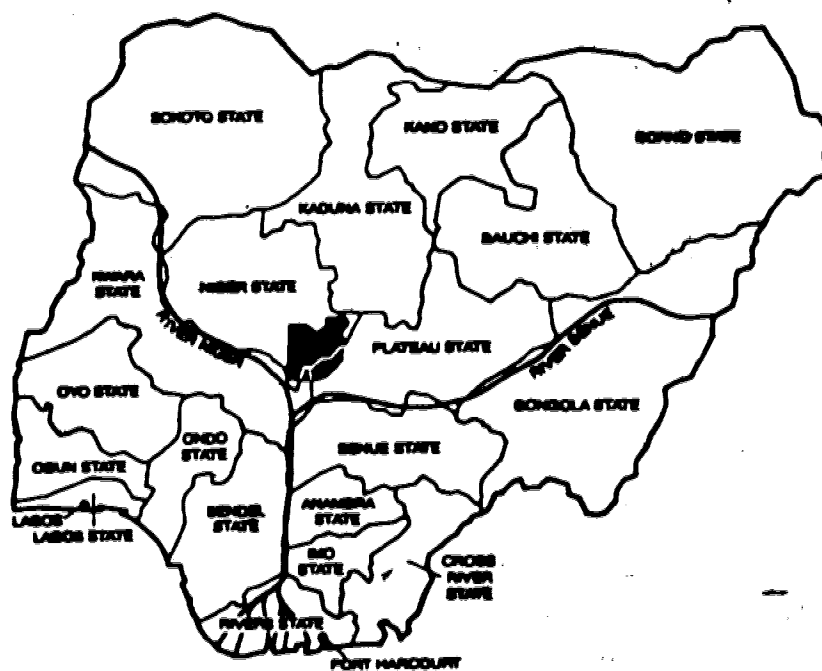 SOKOTO STATE
KANO STATE
BORNO STATE
KADUNA STATE
BAUCHI STATE
KWARA
STATE
NIGER STATE
RIVER NIGER
PLATEAU STATE
RIVER BENUE
OYO STATE
GONGOLA STATE
ONDO
STATE
BENUE STATE
OGUN STATE
BENDEL
STATE
ANAMBRA
STATE
LAGOS
LAGOS STATE
IMO
STATE
CROSS
RIVER
STATE
RIVERS STATE
PORT HARCOURT